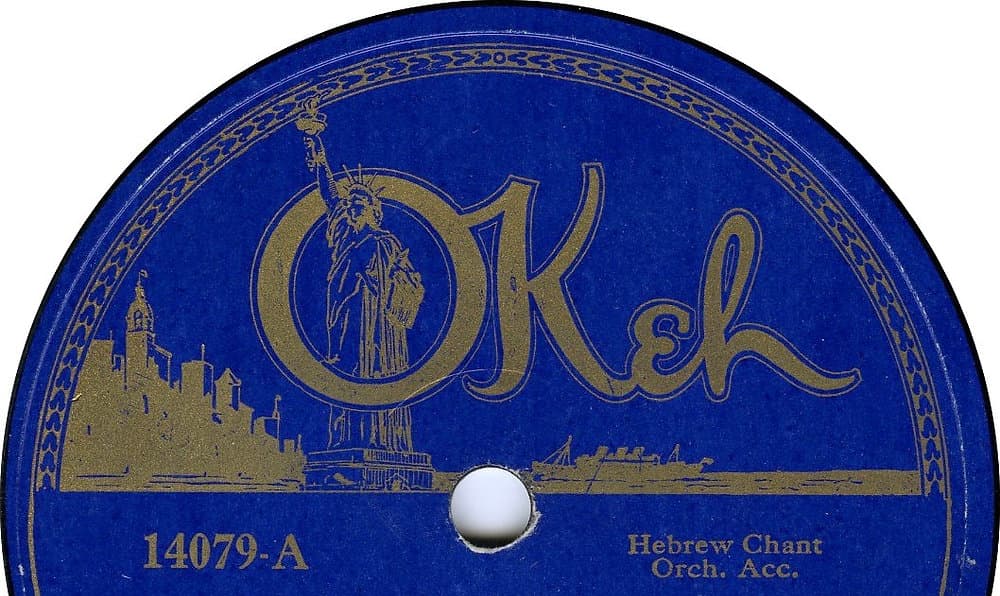 OKeh
14079-A
Hebrew Chant
Orch. Acc.